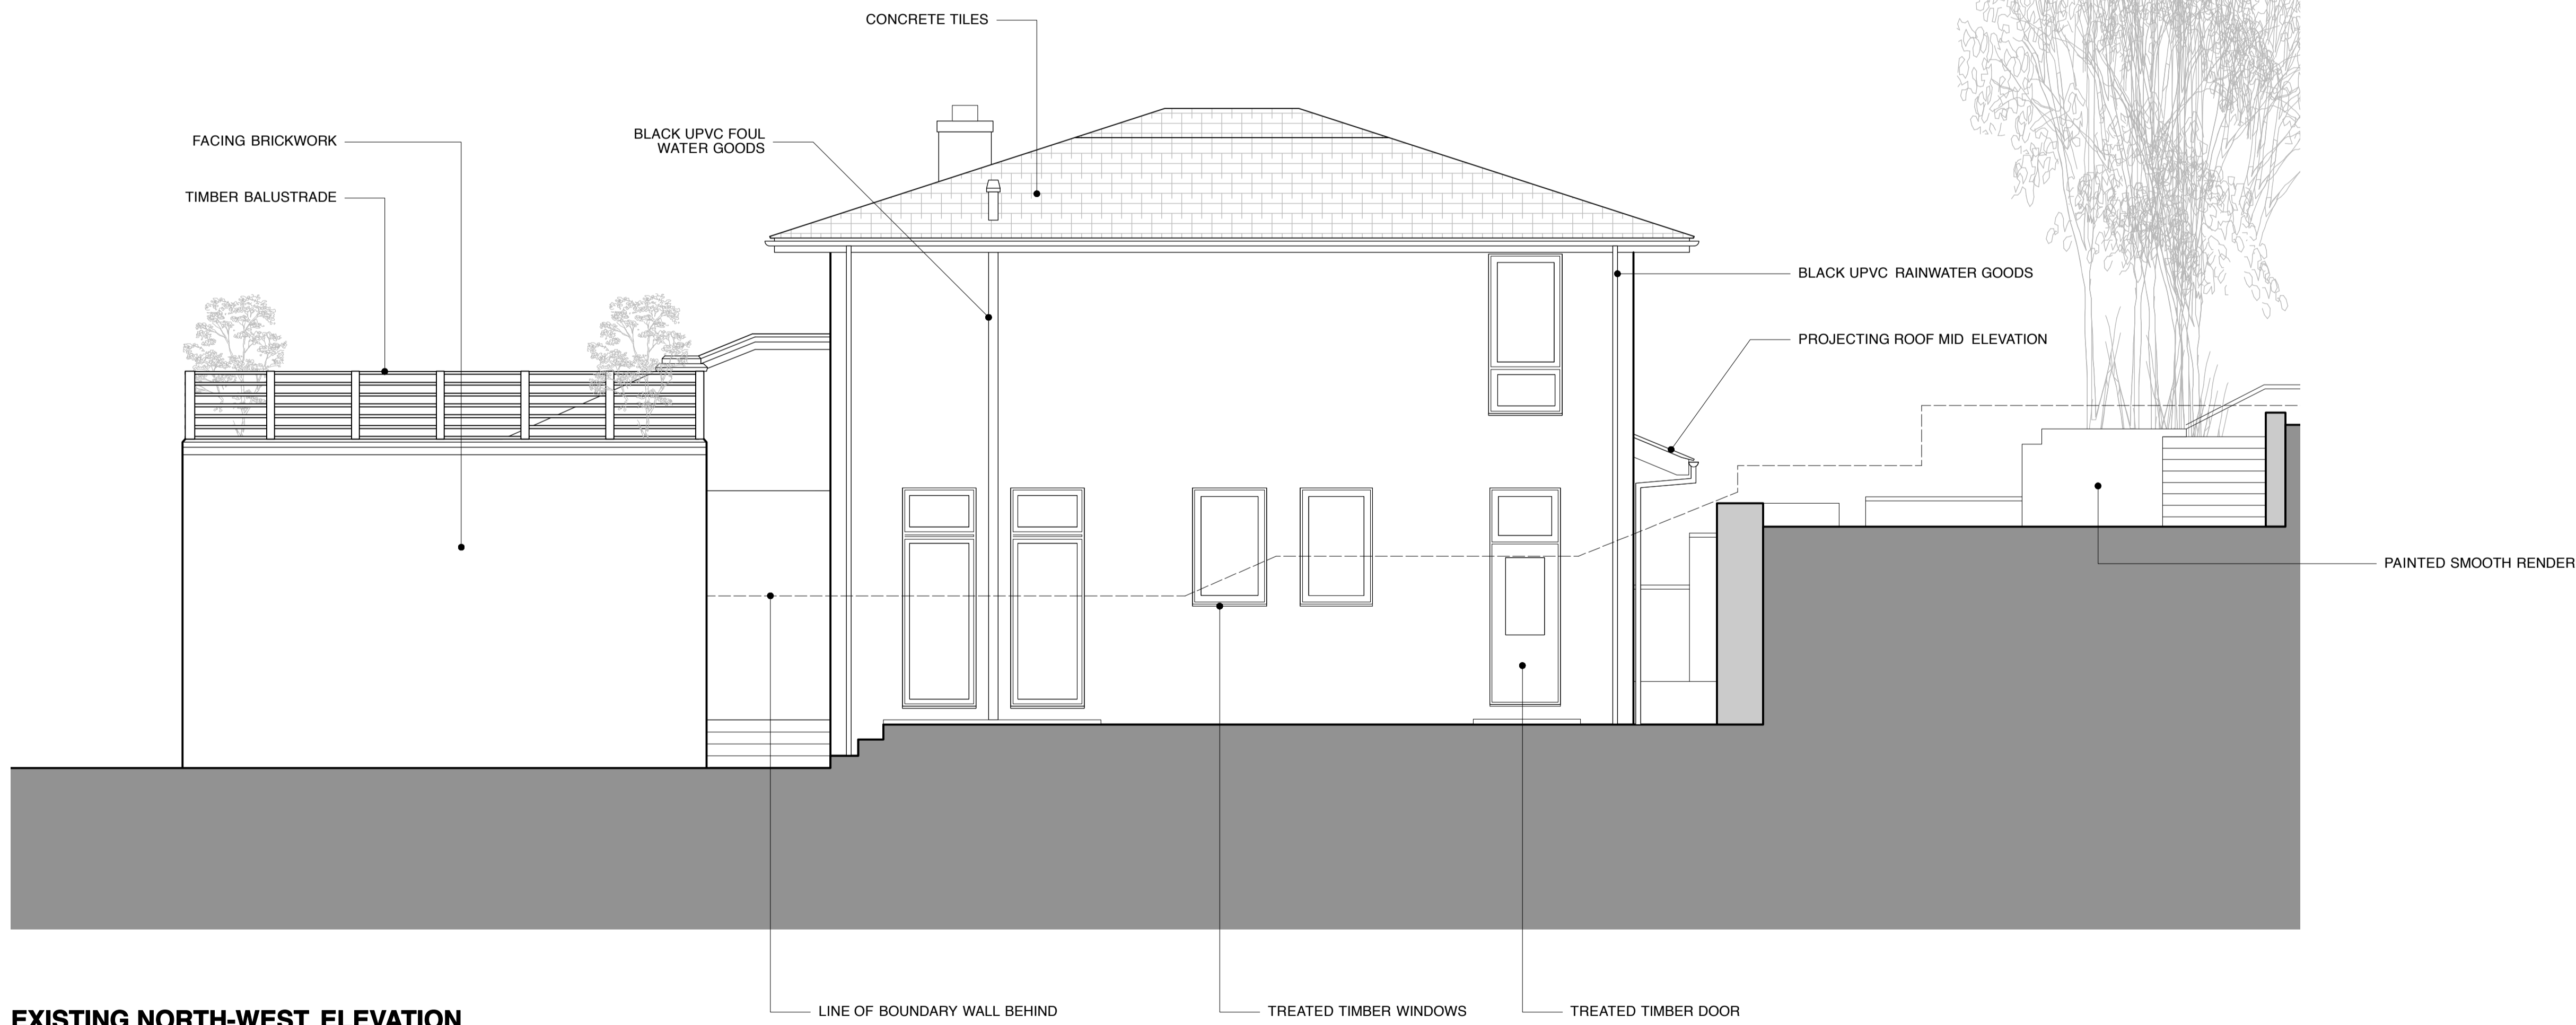 CONCRETE TILES
BLACK UPVC FOUL
WATER GOODS
FACING BRICKWORK
TIMBER BALUSTRADE
BLACK UPVC RAINWATER GOODS
PROJECTING ROOF MID ELEVATION
PAINTED SMOOTH RENDER
LINE OF BOUNDARY WALL BEHIND
TREATED TIMBER WINDOWS
TREATED TIMBER DOOR
EXISTING NORTH-WEST ELEVATION